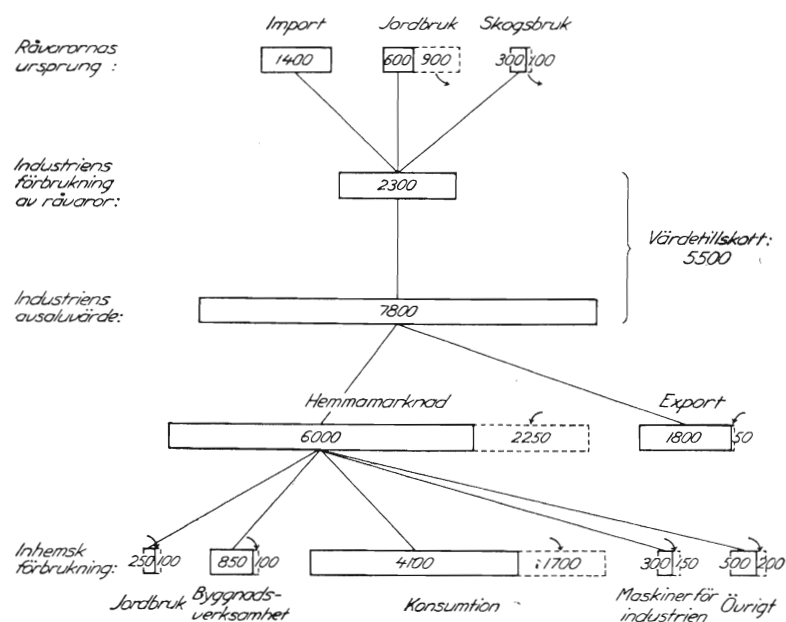 Import Jordbruk Skogsbruk
Råvarornas
ursprung :
1400 600 900 300 100
Industriens
förbrukning
av råvaror:
2300
Värdetillskott:
5500
Industriens
avsaluvärde:
7800
Hemmamarknad Export
6000 2250 1800 50
Inhemsk
förbrukning:
250 100 850 100 4100 1700 300 150 500 200
Jordbruk Byggnads-
verksamhet
Konsumtion
Maskiner för
industrien
Övrigt